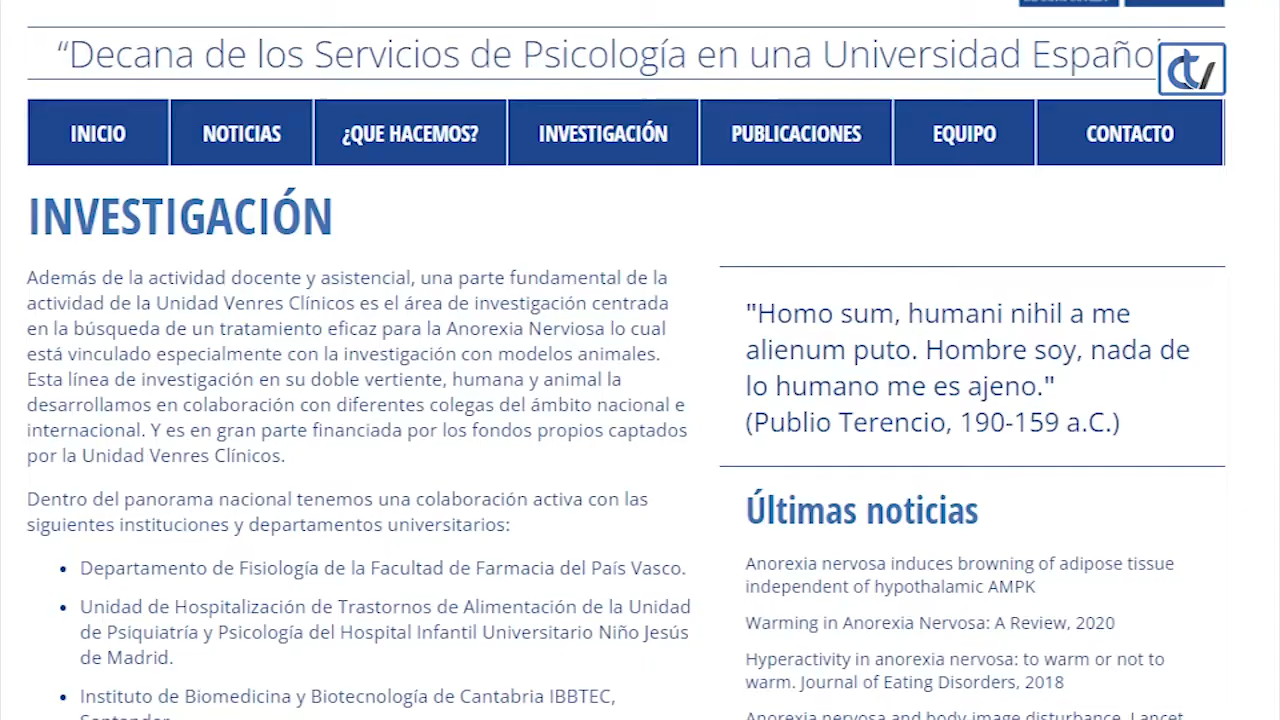 “Decana de los Servicios de Psicología en una Universidad Españo
INICIO
NOTICIAS
¿QUE HACEMOS?
INVESTIGACIÓN
PUBLICACIONES
EQUIPO
CONTACTO
INVESTIGACIÓN
Además de la actividad docente y asistencial, una parte fundamental de la
actividad de la Unidad Venres Clínicos es el área de investigación centrada
en la búsqueda de un tratamiento eficaz para la Anorexia Nerviosa lo cual
está vinculado especialmente con la investigación con modelos animales.
Esta línea de investigación en su doble vertiente, humana y animal la
desarrollamos en colaboración con diferentes colegas del ámbito nacional e
internacional. Y es en gran parte financiada por los fondos propios captados
por la Unidad Venres Clínicos.
Dentro del panorama nacional tenemos una colaboración activa con las
siguientes instituciones y departamentos universitarios:
• Departamento de Fisiología de la Facultad de Farmacia del País Vasco.
• Unidad de Hospitalización de Trastornos de Alimentación de la Unidad
de Psiquiatría y Psicología del Hospital Infantil Universitario Niño Jesús
de Madrid.
• Instituto de Biomedicina y Biotecnología de Cantabria IBBTEC,
Santander
"Homo sum, humani nihil a me
alienum puto. Hombre soy, nada de
lo humano me es ajeno."
(Publio Terencio, 190-159 a.C.)
Últimas noticias
Anorexia nervosa induces browning of adipose tissue
independent of hypothalamic AMPK
Warming in Anorexia Nervosa: A Review, 2020
Hyperactivity in anorexia nervosa: to warm or not to
warm. Journal of Eating Disorders, 2018
Anorexia nervosa and body image disturbance. Lancet